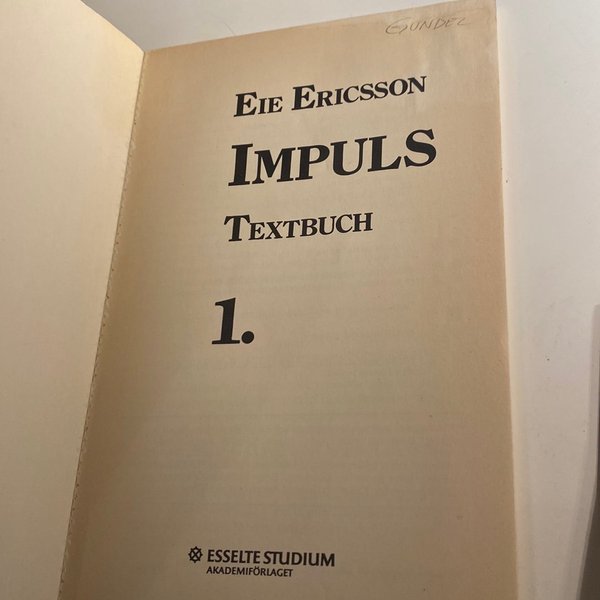 GUNDEL
EIE ERICSSON
IMPULS
TEXTBUCH
1.
ESSELTE STUDIUM
AKADEMIFÖRLAGET